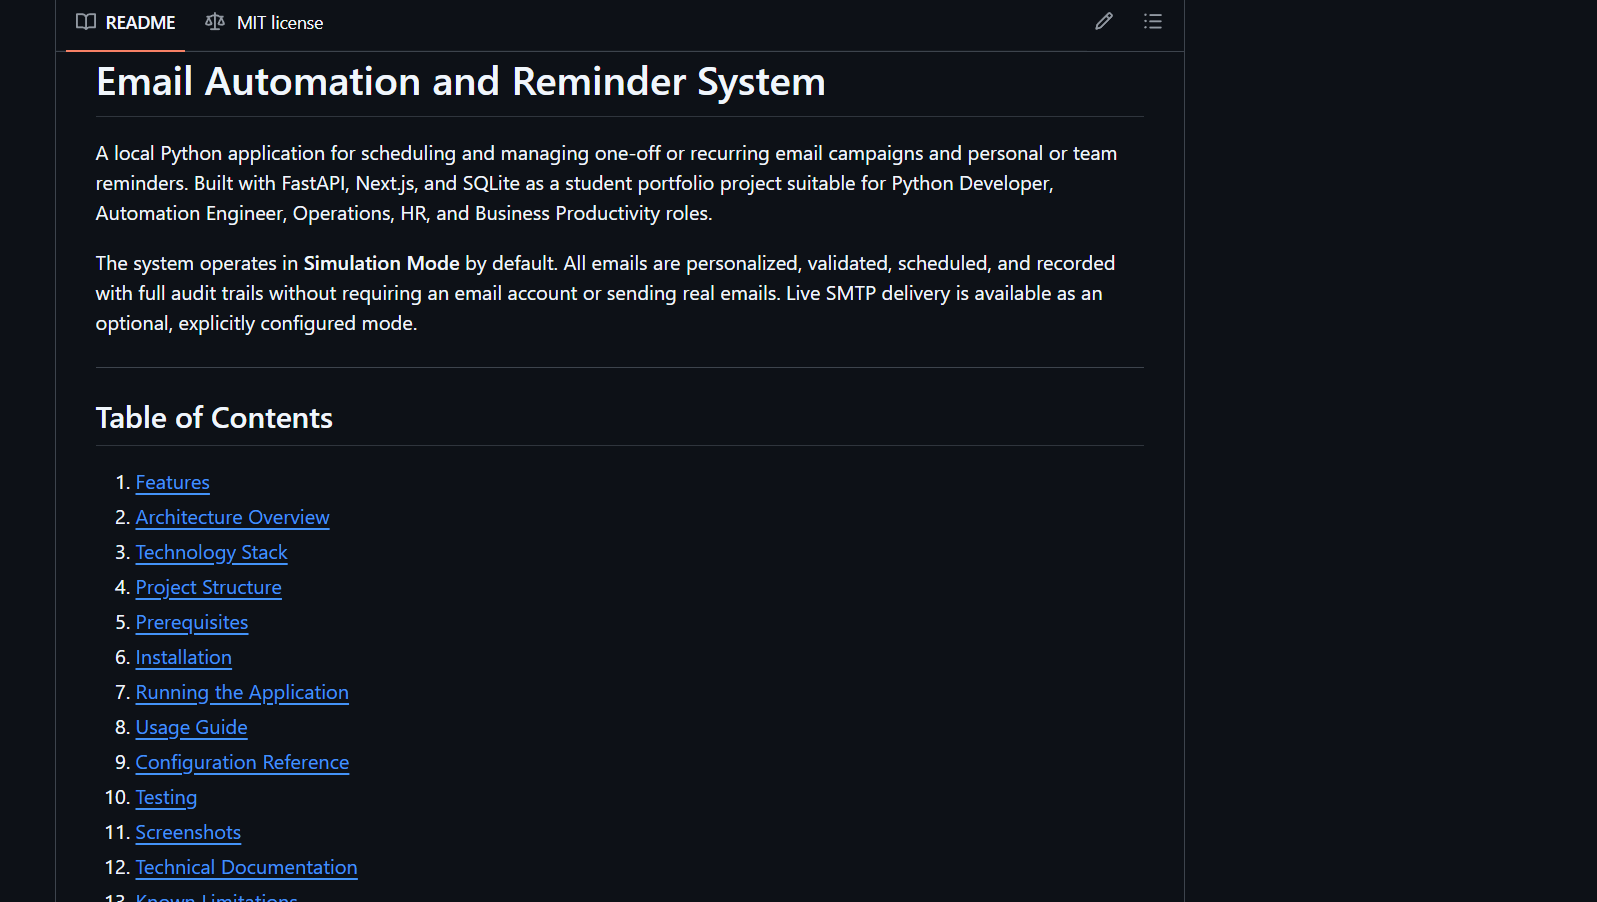 README
MIT license
Email Automation and Reminder System
A local Python application for scheduling and managing one-off or recurring email campaigns and personal or team
reminders. Built with FastAPI, Next.js, and SQLite as a student portfolio project suitable for Python Developer,
Automation Engineer, Operations, HR, and Business Productivity roles.
The system operates in Simulation Mode by default. All emails are personalized, validated, scheduled, and recorded
with full audit trails without requiring an email account or sending real emails. Live SMTP delivery is available as an
optional, explicitly configured mode.
Table of Contents
1. Features
2. Architecture Overview
3. Technology Stack
4. Project Structure
5. Prerequisites
6. Installation
7. Running the Application
8. Usage Guide
9. Configuration Reference
10. Testing
11. Screenshots
12. Technical Documentation
13. Known Limitations